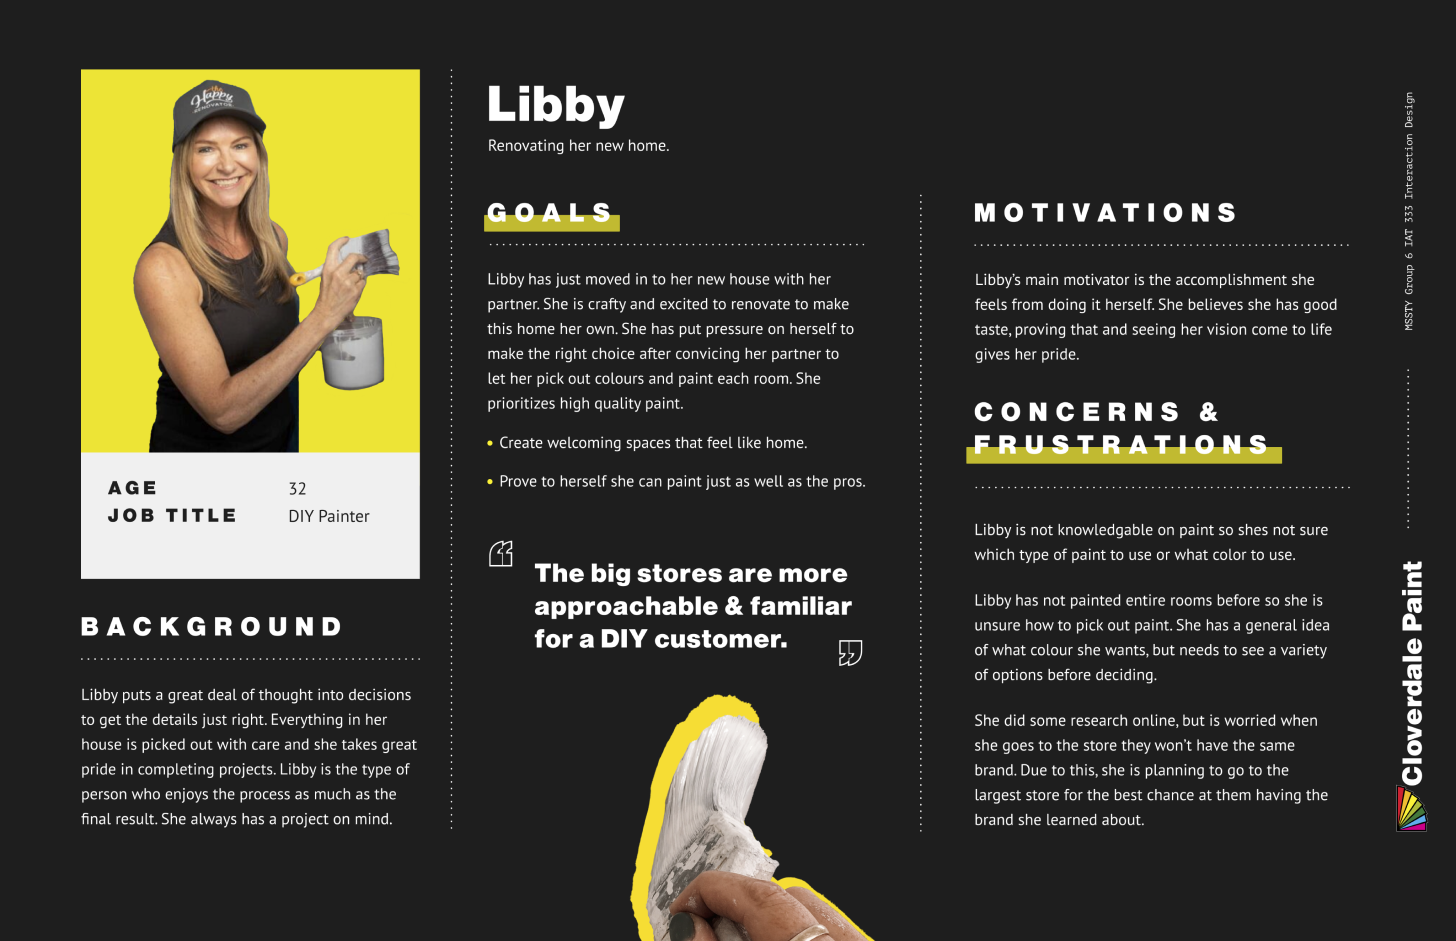 the
Happy
RENOVATOR
AGE 32
JOB TITLE DIY Painter
BACKGROUND
Libby puts a great deal of thought into decisions
to get the details just right. Everything in her
house is picked out with care and she takes great
pride in completing projects. Libby is the type of
person who enjoys the process as much as the
final result. She always has a project on mind.
Libby
Renovating her new home.
GOALS
Libby has just moved in to her new house with her
partner. She is crafty and excited to renovate to make
this home her own. She has put pressure on herself to
make the right choice after convicing her partner to
let her pick out colours and paint each room. She
prioritizes high quality paint.
• Create welcoming spaces that feel like home.
• Prove to herself she can paint just as well as the pros.
“The big stores are more
approachable & familiar
for a DIY customer.”
MOTIVATIONS
Libby’s main motivator is the accomplishment she
feels from doing it herself. She believes she has good
taste, proving that and seeing her vision come to life
gives her pride.
CONCERNS &
FRUSTRATIONS
Libby is not knowledgable on paint so shes not sure
which type of paint to use or what color to use.
Libby has not painted entire rooms before so she is
unsure how to pick out paint. She has a general idea
of what colour she wants, but needs to see a variety
of options before deciding.
She did some research online, but is worried when
she goes to the store they won’t have the same
brand. Due to this, she is planning to go to the
largest store for the best chance at them having the
brand she learned about.
MSSTY Group 6 IAT 333 Interaction Design
Cloverdale Paint